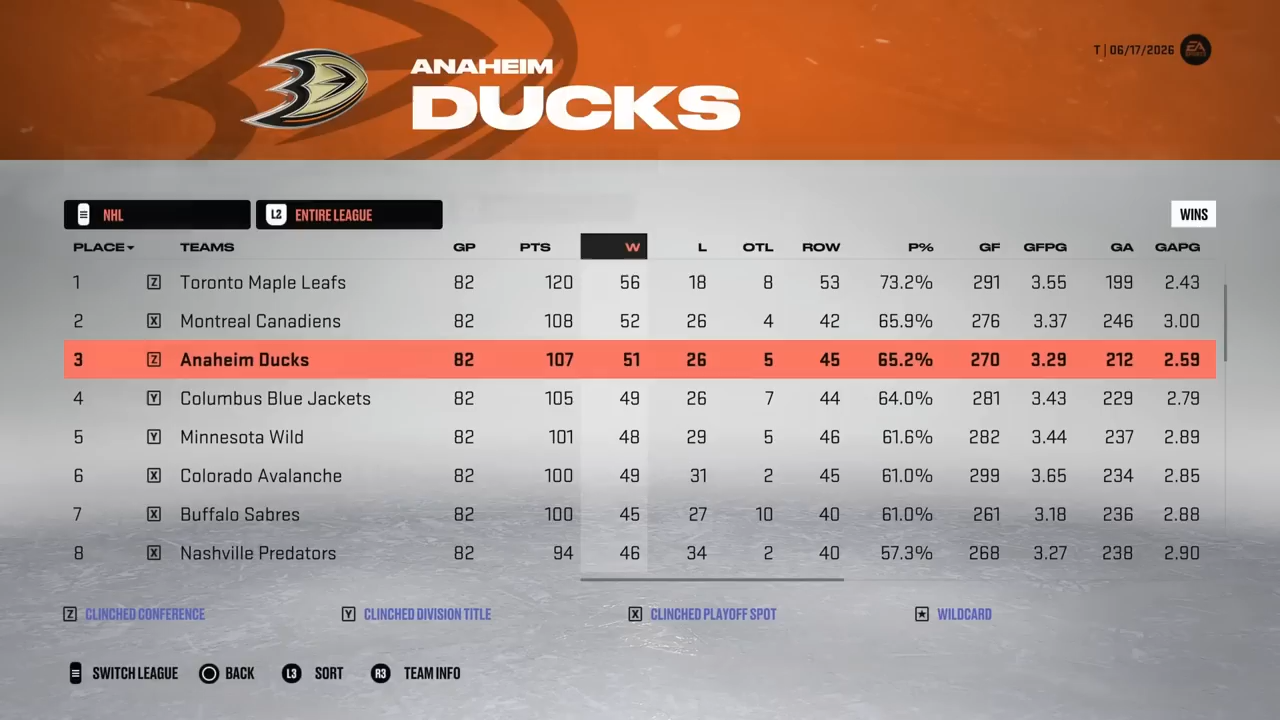 T | 06/17/2026
EA SPORTS
ANAHEIM
DUCKS
NHL L2 ENTIRE LEAGUE WINS
PLACE TEAMS GP PTS W L OTL ROW P% GF GFPG GA GAPG
1 Z Toronto Maple Leafs 82 120 56 18 8 53 73.2% 291 3.55 199 2.43
2 X Montreal Canadiens 82 108 52 26 4 42 65.9% 276 3.37 246 3.00
3 Z Anaheim Ducks 82 107 51 26 5 45 65.2% 270 3.29 212 2.59
4 Y Columbus Blue Jackets 82 105 49 26 7 44 64.0% 281 3.43 229 2.79
5 Y Minnesota Wild 82 101 48 29 5 46 61.6% 282 3.44 237 2.89
6 X Colorado Avalanche 82 100 49 31 2 45 61.0% 299 3.65 234 2.85
7 X Buffalo Sabres 82 100 45 27 10 40 61.0% 261 3.18 236 2.88
8 X Nashville Predators 82 94 46 34 2 40 57.3% 268 3.27 238 2.90
Z CLINCHED CONFERENCE Y CLINCHED DIVISION TITLE X CLINCHED PLAYOFF SPOT ★ WILDCARD
SWITCH LEAGUE BACK L3 SORT R3 TEAM INFO